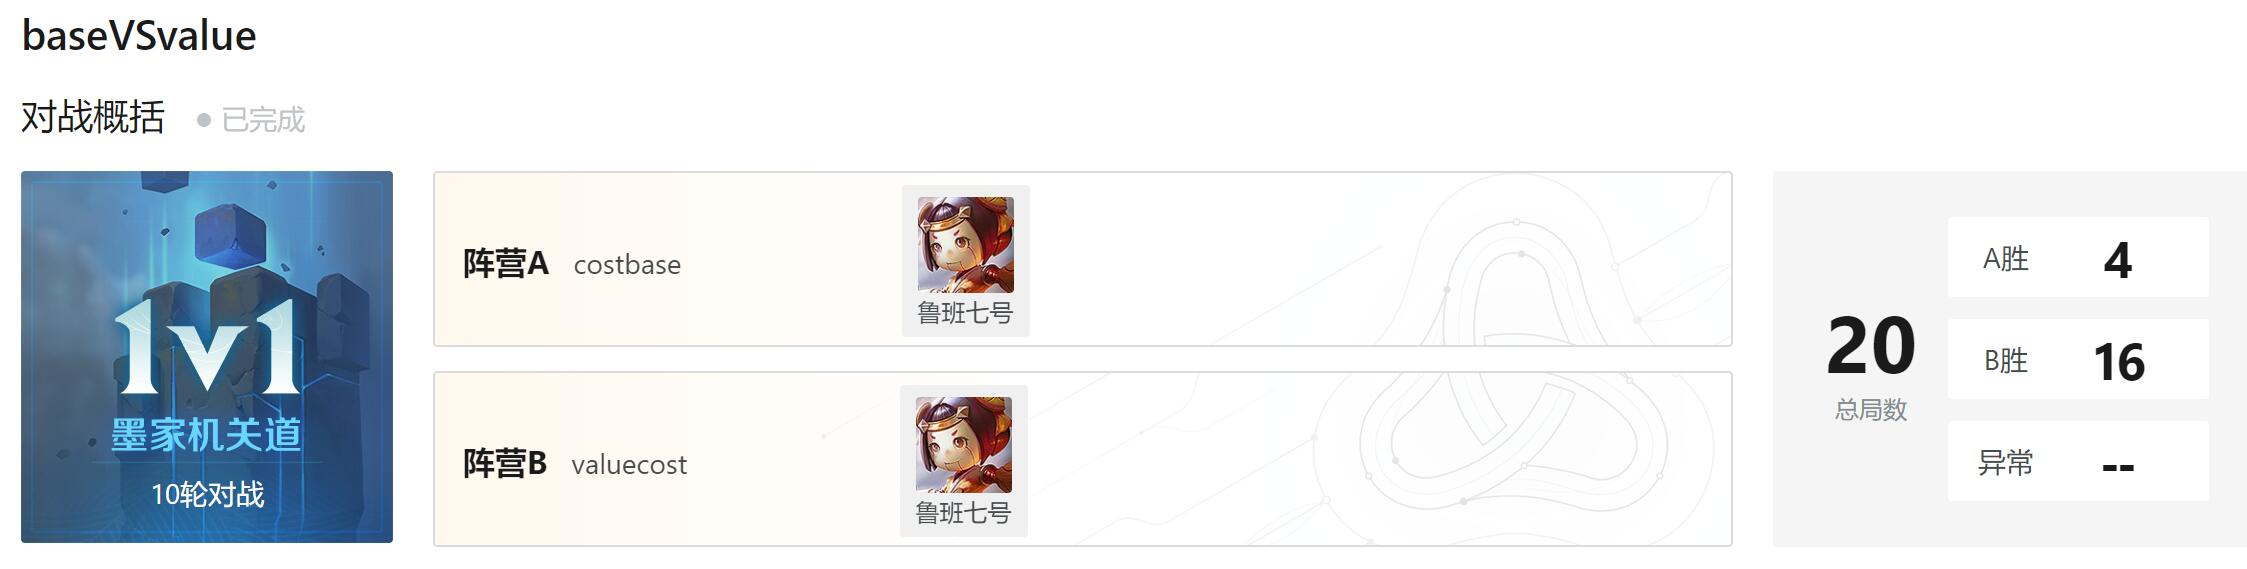 baseVSvalue
对战概括 已完成
1v1
墨家机关道
10轮对战
阵营A costbase
鲁班七号
阵营B valuecost
鲁班七号
20
总局数
A胜 4
B胜 16
异常 --